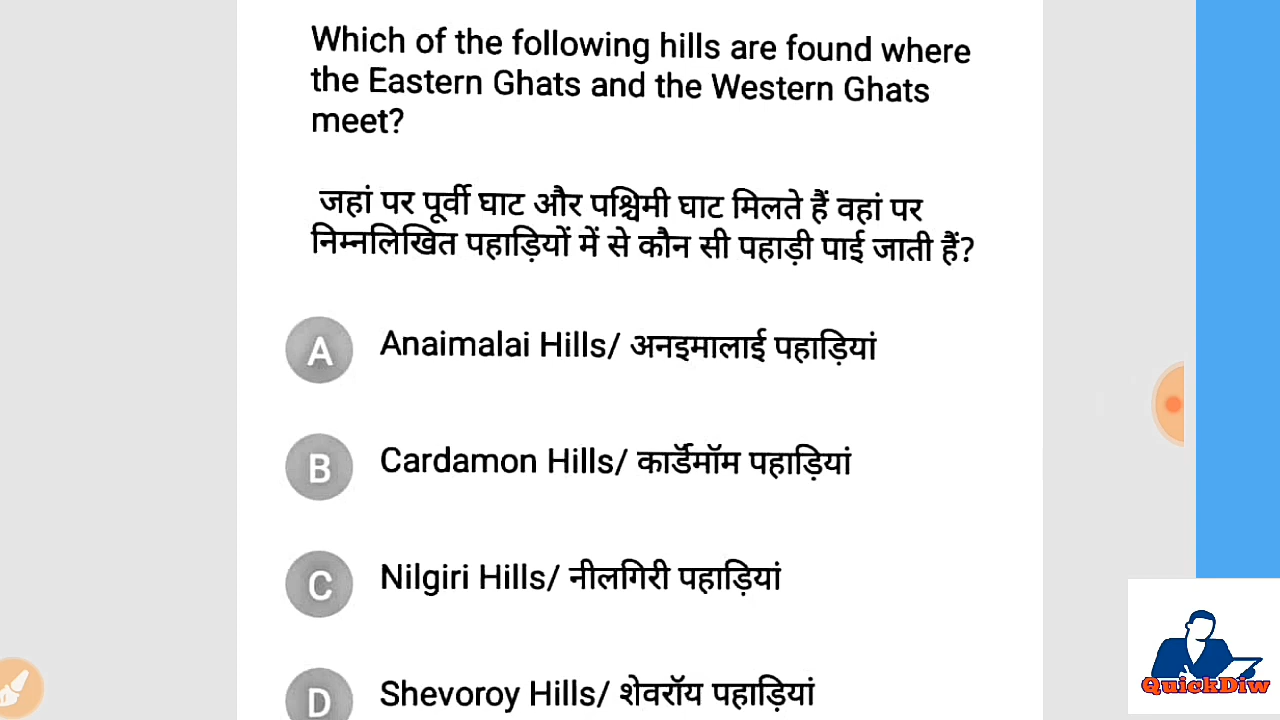 Which of the following hills are found where
the Eastern Ghats and the Western Ghats
meet?
जहां पर पूर्वी घाट और पश्चिमी घाट मिलते हैं वहां पर
निम्नलिखित पहाड़ियों में से कौन सी पहाड़ी पाई जाती हैं?
A Anaimalai Hills/ अनइमालाई पहाड़ियां
B Cardamon Hills/ कार्डेमॉम पहाड़ियां
C Nilgiri Hills/ नीलगिरी पहाड़ियां
D Shevoroy Hills/ शेवरॉय पहाड़ियां
QuickDiw